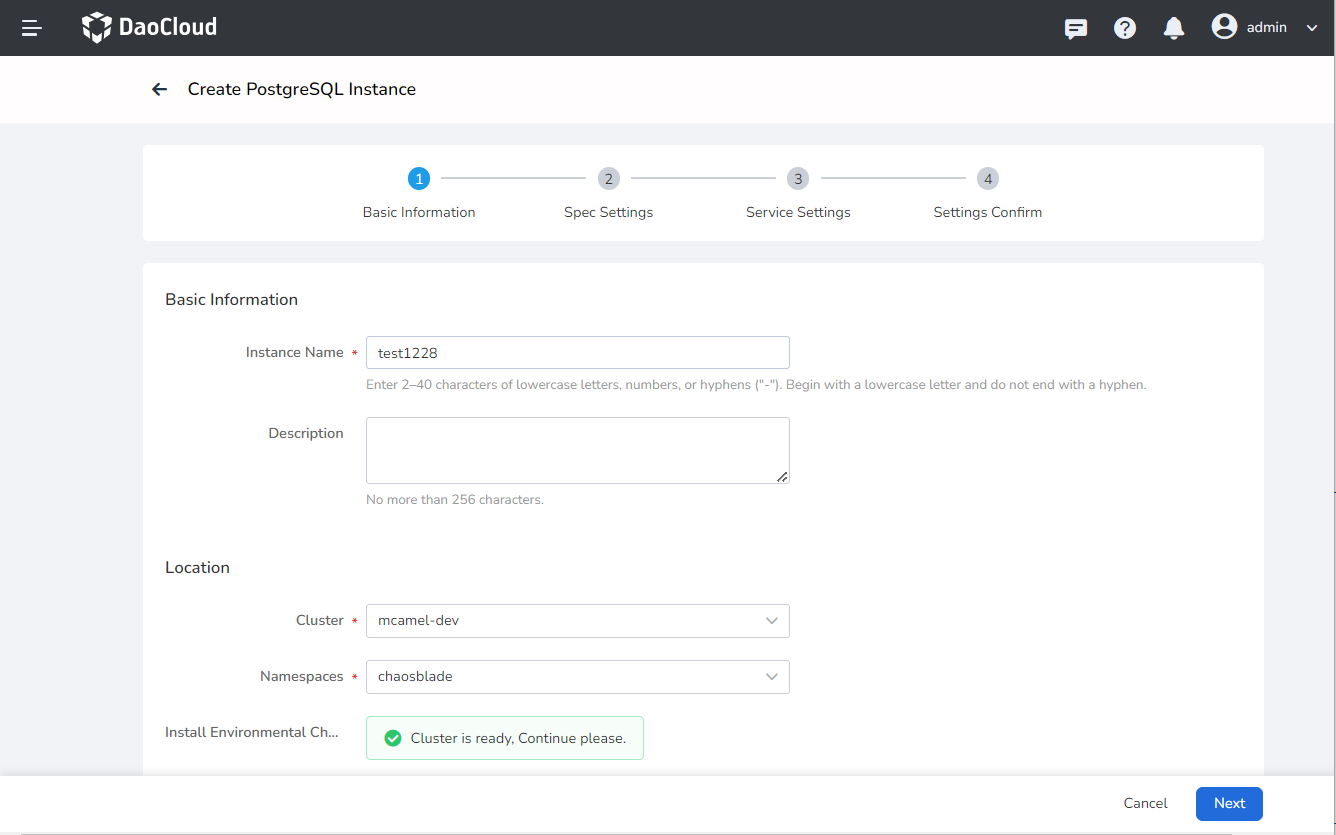 DaoCloud
admin
Create PostgreSQL Instance
1
2
3
4
Basic Information
Spec Settings
Service Settings
Settings Confirm
Basic Information
Instance Name *
test1228
Enter 2–40 characters of lowercase letters, numbers, or hyphens ("-"). Begin with a lowercase letter and do not end with a hyphen.
Description
No more than 256 characters.
Location
Cluster *
mcamel-dev
Namespaces *
chaosblade
Install Environmental Ch...
Cluster is ready, Continue please.
Cancel
Next